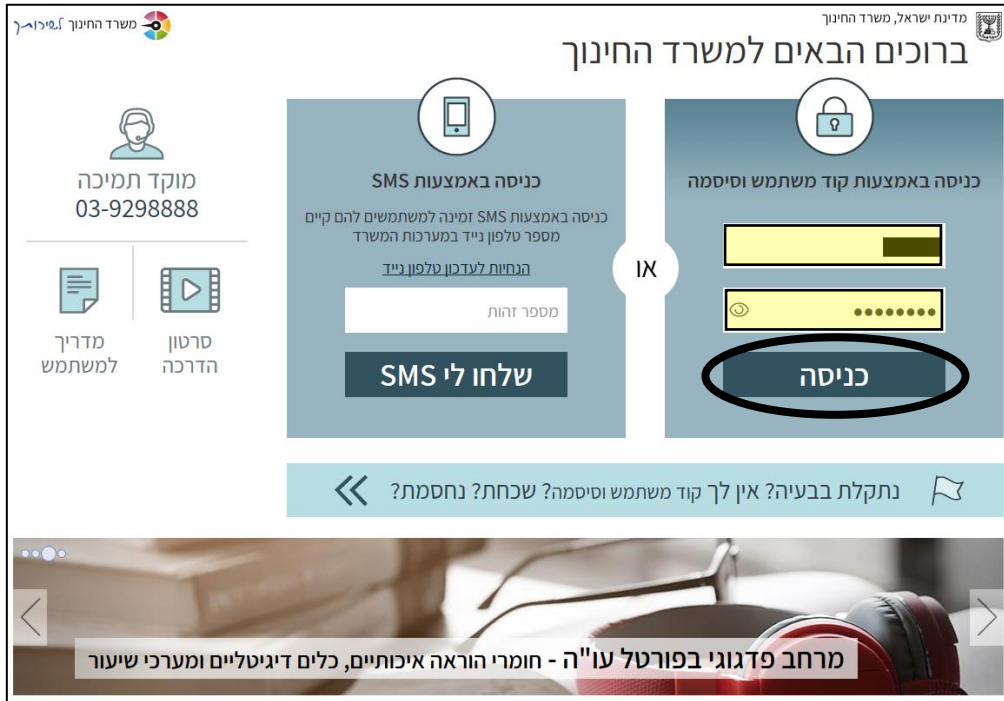 מדינת ישראל, משרד החינוך
משרד החינוך לשירותך
ברוכים הבאים למשרד החינוך
כניסה באמצעות קוד משתמש וסיסמה
כניסה
או
כניסה באמצעות SMS
כניסה באמצעות SMS זמינה למשתמשים להם קיים
מספר טלפון נייד במערכות המשרד
הנחיות לעדכון טלפון נייד
מספר זהות
שלחו לי SMS
מוקד תמיכה
03-9298888
סרטון
הדרכה
מדריך
למשתמש
נתקלת בבעיה? אין לך קוד משתמש וסיסמה? שכחת? נחסמת?
מרחב פדגוגי בפורטל עו"ה - חומרי הוראה איכותיים, כלים דיגיטליים ומערכי שיעור